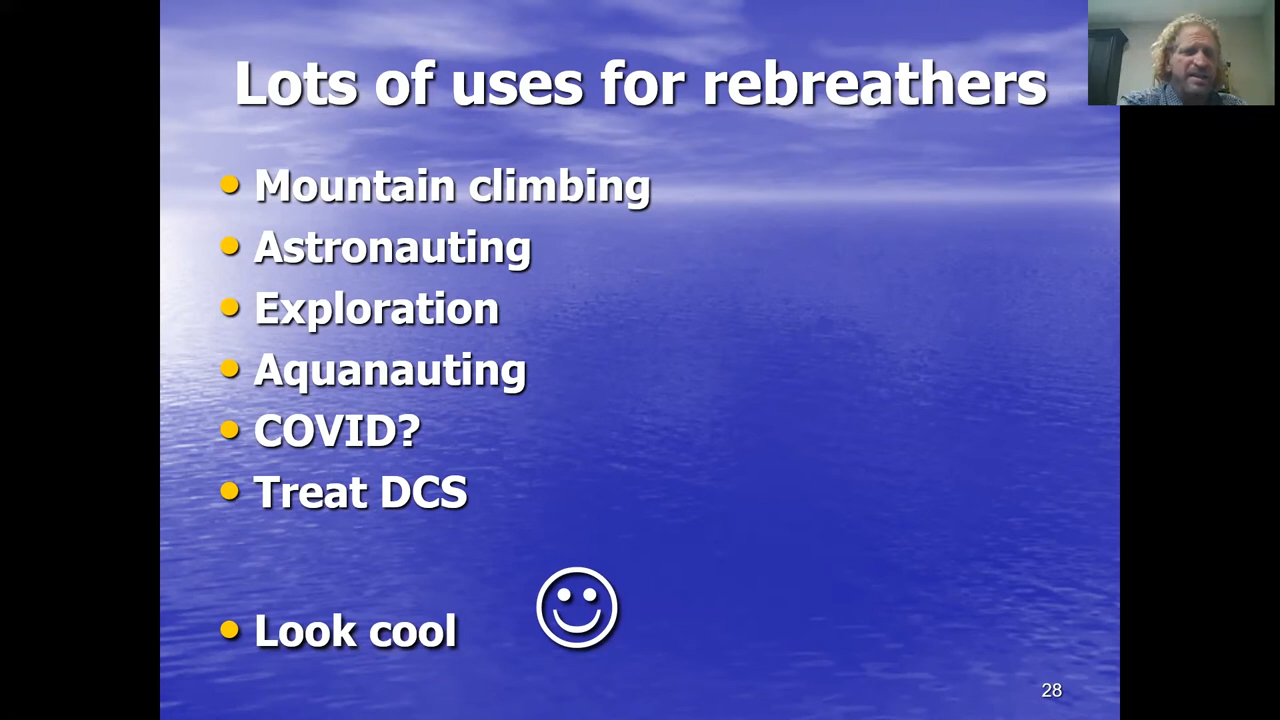 Lots of uses for rebreathers
• Mountain climbing
• Astronauting
• Exploration
• Aquanauting
• COVID?
• Treat DCS
• Look cool
28